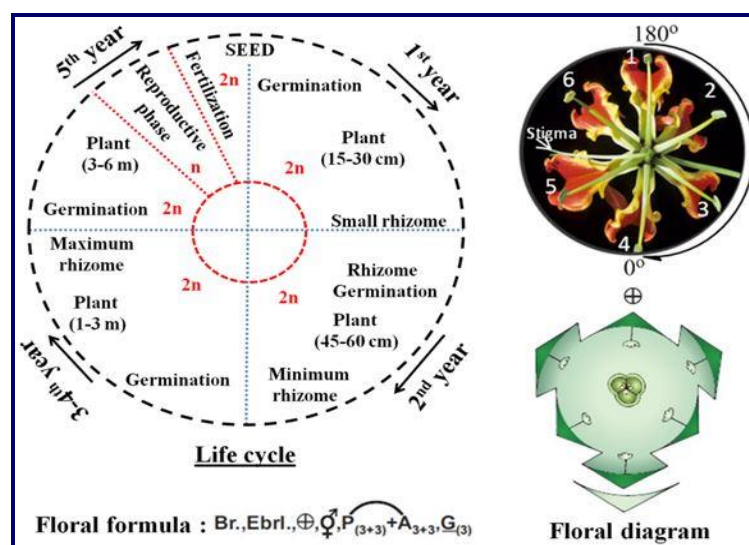 SEED
5th year
1st year
2nd year
3-4th year
Fertilization
Reproductive
phase
2n
n
Germination
Plant
(15-30 cm)
2n
Small rhizome
Rhizome
Germination
Plant
(45-60 cm)
2n
Minimum
rhizome
Germination
Plant
(1-3 m)
2n
Maximum
rhizome
Germination
2n
Plant
(3-6 m)
Life cycle
180º
1
2
3
4
5
6
Stigma
0º
Floral formula : Br.,Ebrl.,⊕,⚥,P(3+3)+A3+3,G(3)
Floral diagram